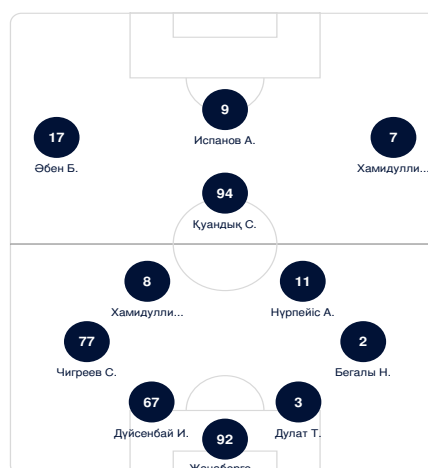 9
Испанов А.
17
Әбен Б.
7
Хамидулли...
94
Қуандық С.
8
Хамидулли...
11
Нүрпейіс А.
77
Чигреев С.
2
Бегалы Н.
67
Дүйсенбай И.
3
Дулат Т.
92